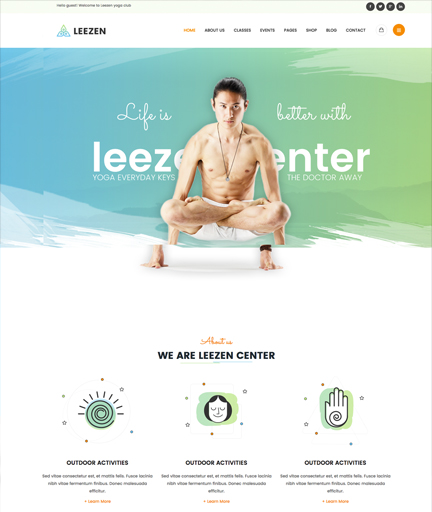 Hello guest! Welcome to Leezen yoga club
LEEZEN
HOME ABOUT US CLASSES EVENTS PAGES SHOP BLOG CONTACT
Life is better with
leeze enter
YOGA EVERYDAY KEYS THE DOCTOR AWAY
About us
WE ARE LEEZEN CENTER
OUTDOOR ACTIVITIES
Sed vitae consectetur est, et mattis felis. Fusce lacinia
nibh vitae fermentum finibus. Donec malesuada
efficitur.
+ Learn More
OUTDOOR ACTIVITIES
Sed vitae consectetur est, et mattis felis. Fusce lacinia
nibh vitae fermentum finibus. Donec malesuada
efficitur.
+ Learn More
OUTDOOR ACTIVITIES
Sed vitae consectetur est, et mattis felis. Fusce lacinia
nibh vitae fermentum finibus. Donec malesuada
efficitur.
+ Learn More